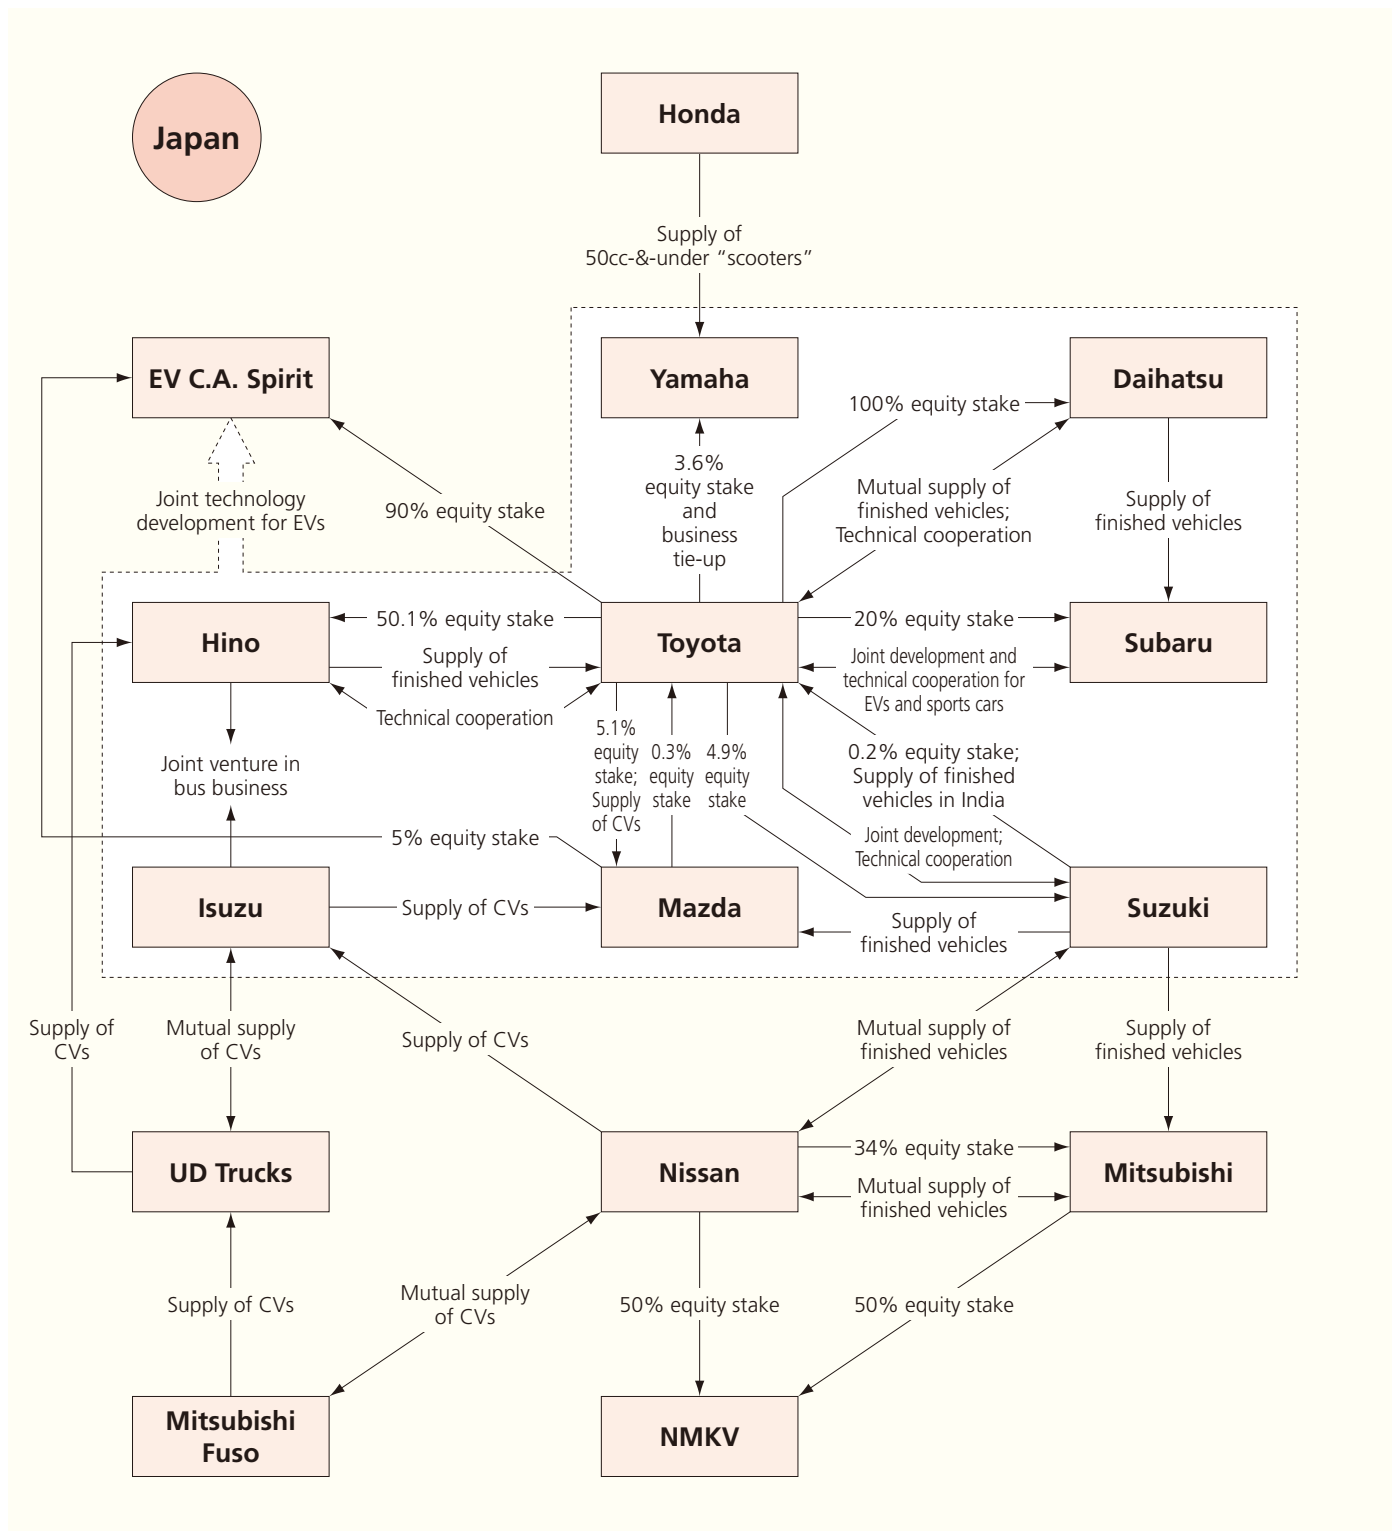 Japan
Honda
Supply of
50cc-&-under “scooters”
EV C.A. Spirit
Yamaha
Daihatsu
100% equity stake
3.6%
equity stake
and
business
tie-up
Joint technology
development for EVs
90% equity stake
Mutual supply of
finished vehicles;
Technical cooperation
Supply of
finished vehicles
Hino
50.1% equity stake
Supply of
finished vehicles
Technical cooperation
Toyota
20% equity stake
Joint development and
technical cooperation for
EVs and sports cars
Subaru
5.1%
equity
stake;
Supply
of CVs
0.3%
equity
stake
4.9%
equity
stake
0.2% equity stake;
Supply of finished
vehicles in India
Joint venture in
bus business
5% equity stake
Joint development;
Technical cooperation
Isuzu
Supply of CVs
Mazda
Supply of
finished vehicles
Suzuki
Supply of
CVs
Mutual supply
of CVs
Supply of CVs
Mutual supply of
finished vehicles
Supply of
finished vehicles
UD Trucks
Nissan
34% equity stake
Mutual supply of
finished vehicles
Mitsubishi
Supply of CVs
Mutual supply
of CVs
50% equity stake
50% equity stake
Mitsubishi
Fuso
NMKV